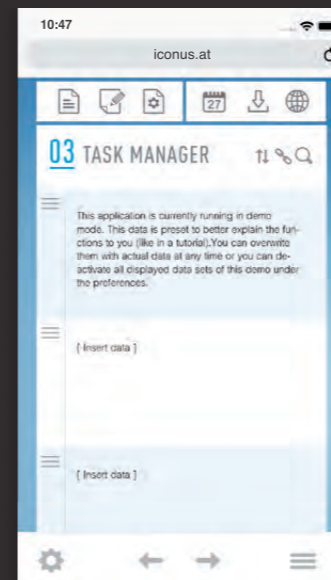 10:47
iconus.at
27
03 TASK MANAGER
This application is currently running in demo
mode. This data is preset to better explain the fun-
ctions to you (like in a tutorial).You can overwrite
them with actual data at any time or you can de-
activate all displayed data sets of this demo under
the preferences.
{ Insert data }
{ Insert data }